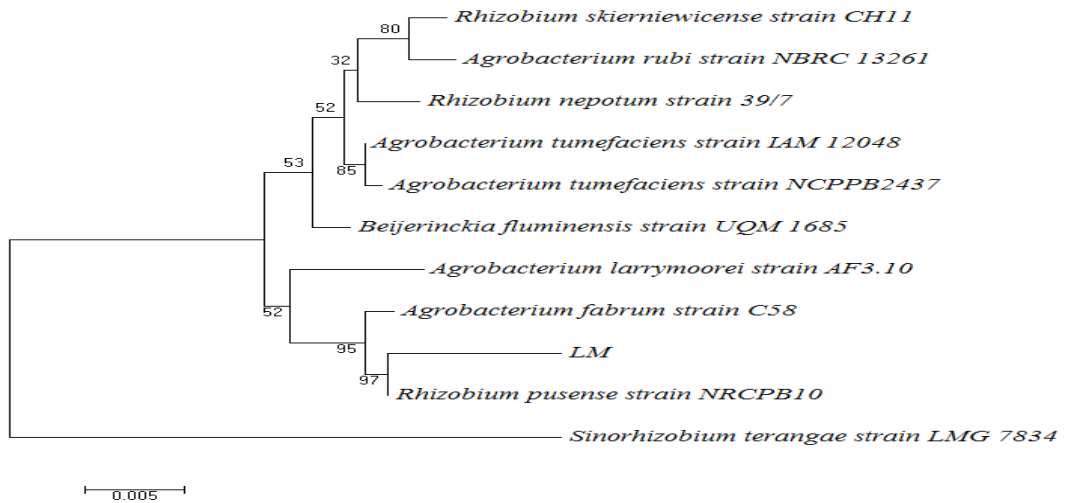 Rhizobium skierniewicense strain CH11
80
Agrobacterium rubi strain NBRC 13261
32
Rhizobium nepotum strain 39/7
52
Agrobacterium tumefaciens strain IAM 12048
53
85
Agrobacterium tumefaciens strain NCPPB2437
Beijerinckia fluminensis strain UQM 1685
Agrobacterium larrymoorei strain AF3.10
52
Agrobacterium fabrum strain C58
95
LM
97
Rhizobium pusense strain NRCPB10
Sinorhizobium terangae strain LMG 7834
0.005